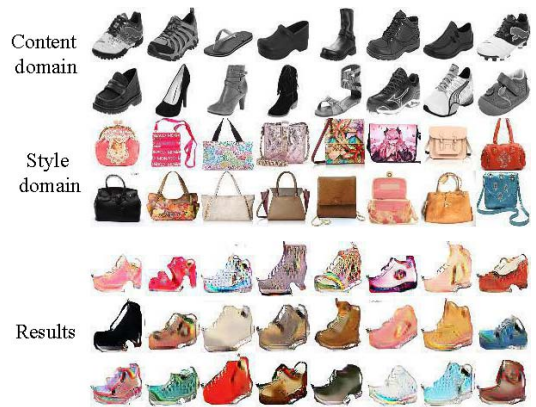 Content
domain
Style
domain
Results